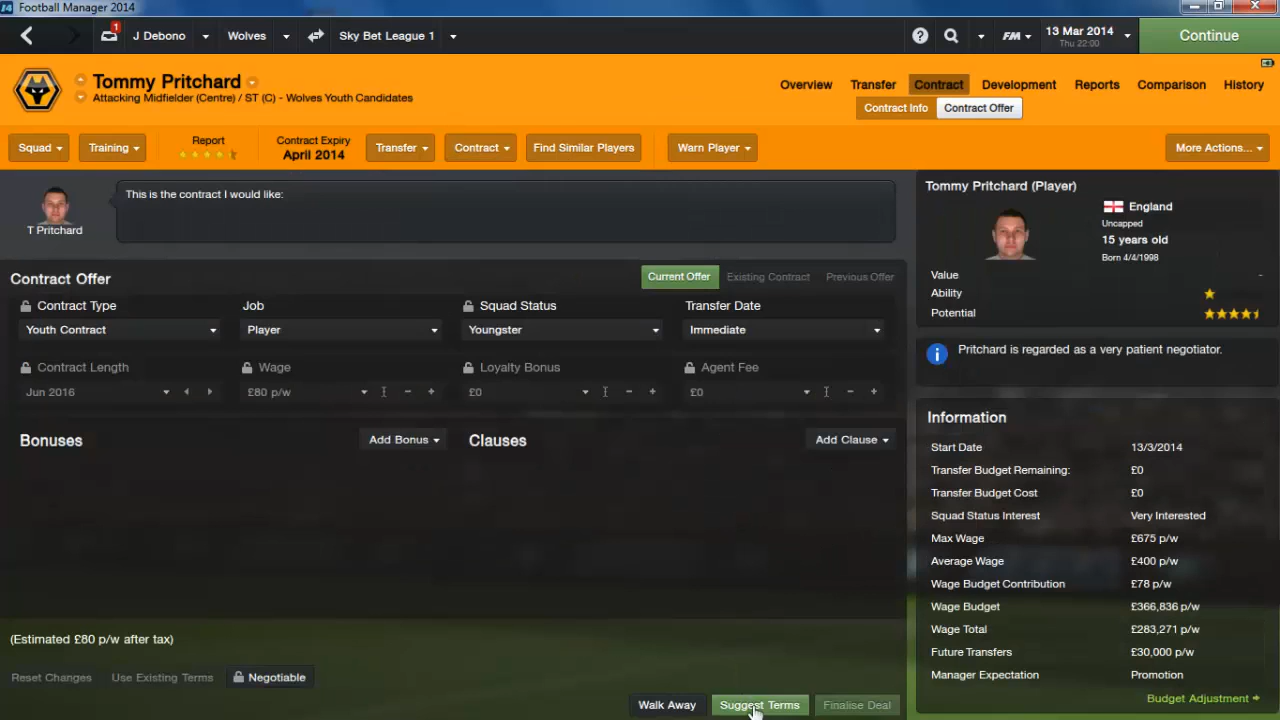 Football Manager 2014
1
J Debono
Wolves
Sky Bet League 1
?
FM
13 Mar 2014
Thu 22:00
Continue
Tommy Pritchard
Attacking Midfielder (Centre) / ST (C) - Wolves Youth Candidates
Overview
Transfer
Contract
Development
Reports
Comparison
History
Contract Info
Contract Offer
Squad
Training
Report
Contract Expiry
April 2014
Transfer
Contract
Find Similar Players
Warn Player
More Actions...
T Pritchard
This is the contract I would like:
Contract Offer
Current Offer
Existing Contract
Previous Offer
Contract Type
Job
Squad Status
Transfer Date
Youth Contract
Player
Youngster
Immediate
Contract Length
Wage
Loyalty Bonus
Agent Fee
Jun 2016
£80 p/w
£0
£0
Bonuses
Add Bonus
Clauses
Add Clause
(Estimated £80 p/w after tax)
Reset Changes
Use Existing Terms
Negotiable
Walk Away
Suggest Terms
Finalise Deal
Tommy Pritchard (Player)
England
Uncapped
15 years old
Born 4/4/1998
Value -
Ability
Potential
Pritchard is regarded as a very patient negotiator.
Information
Start Date 13/3/2014
Transfer Budget Remaining: £0
Transfer Budget Cost £0
Squad Status Interest Very Interested
Max Wage £675 p/w
Average Wage £400 p/w
Wage Budget Contribution £78 p/w
Wage Budget £366,836 p/w
Wage Total £283,271 p/w
Future Transfers £30,000 p/w
Manager Expectation Promotion
Budget Adjustment